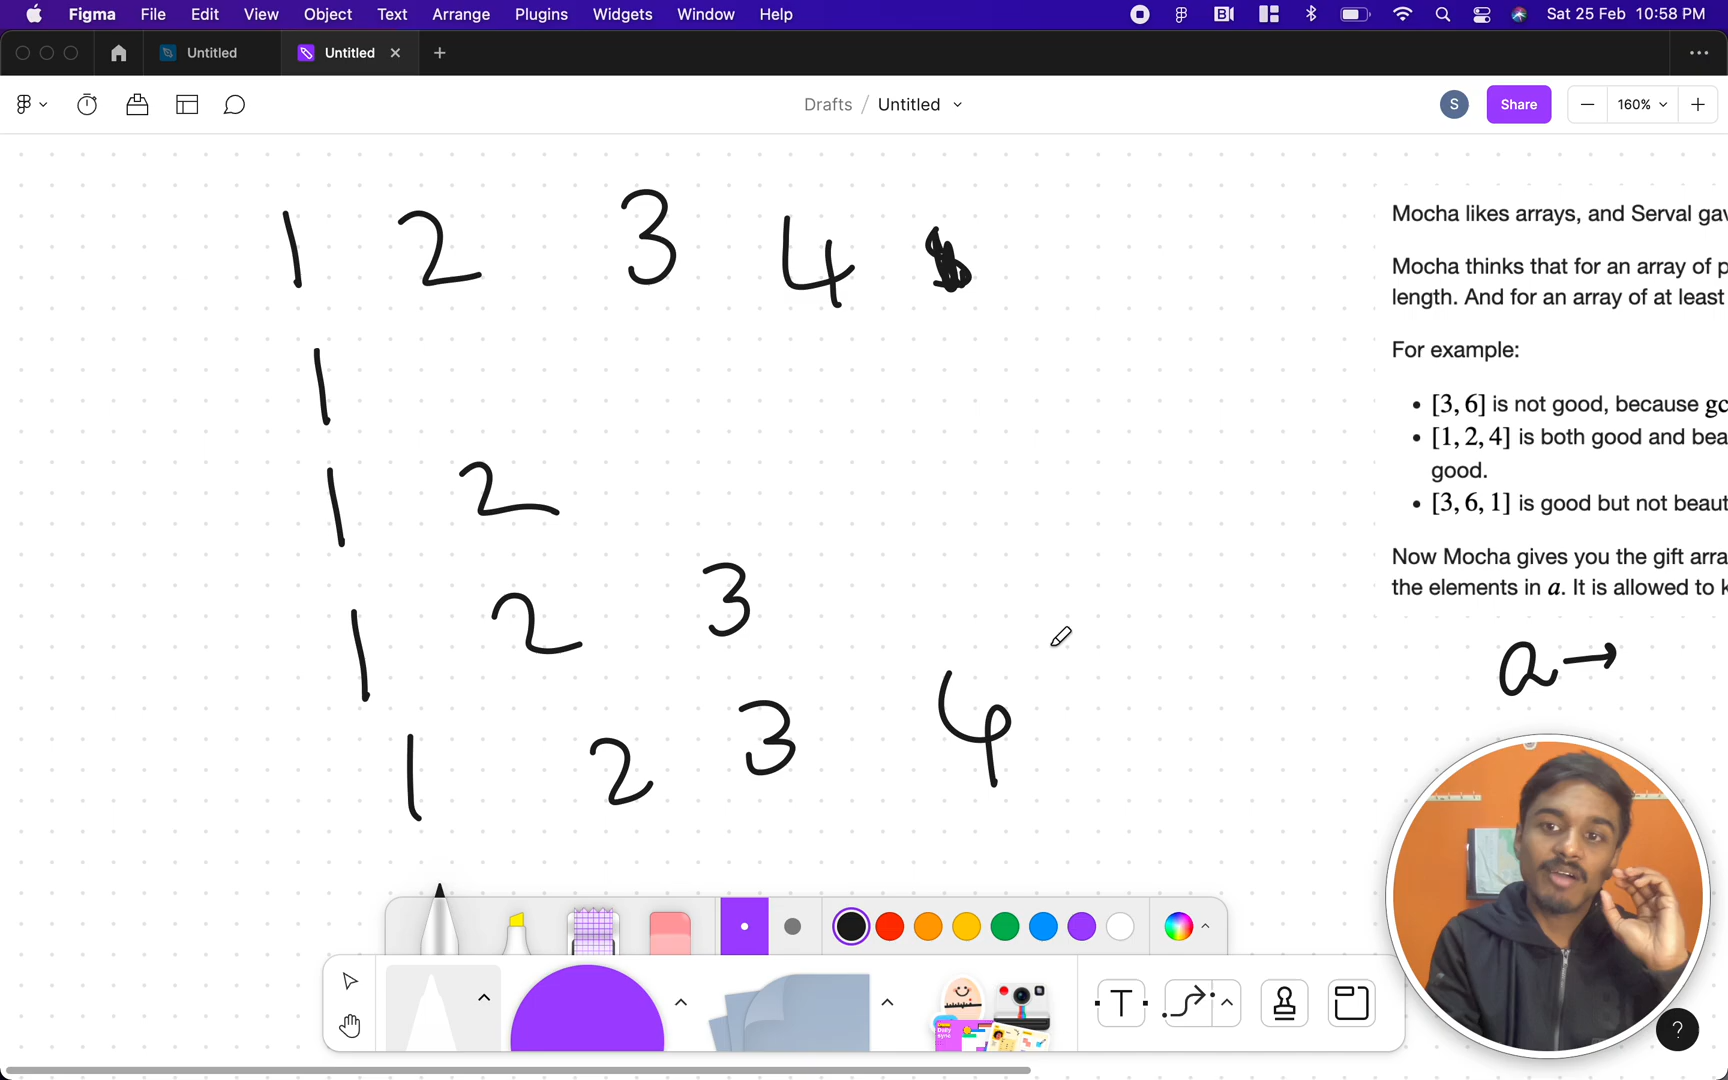 Figma File Edit View Object Text Arrange Plugins Widgets Window Help Sat 25 Feb 10:58 PM
Untitled Untitled
Drafts / Untitled S Share 160%
1 2 3 4
1
1 2
1 2 3
1 2 3 4
Mocha likes arrays, and Serval gav
Mocha thinks that for an array of p
length. And for an array of at least
For example:
• [3, 6] is not good, because gc
• [1, 2, 4] is both good and bea
good.
• [3, 6, 1] is good but not beaut
Now Mocha gives you the gift arra
the elements in a. It is allowed to k
a→
T
?